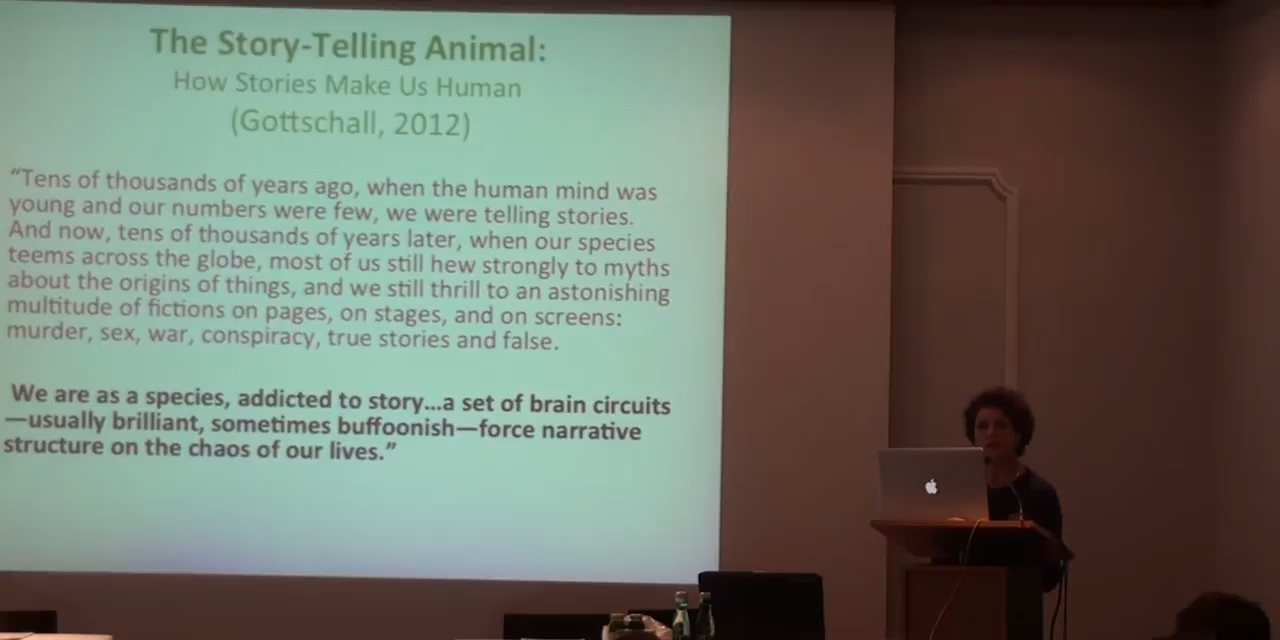 The Story-Telling Animal:
How Stories Make Us Human
(Gottschall, 2012)
“Tens of thousands of years ago, when the human mind was
young and our numbers were few, we were telling stories.
And now, tens of thousands of years later, when our species
teems across the globe, most of us still hew strongly to myths
about the origins of things, and we still thrill to an astonishing
multitude of fictions on pages, on stages, and on screens:
murder, sex, war, conspiracy, true stories and false.
We are as a species, addicted to story...a set of brain circuits
—usually brilliant, sometimes buffoonish—force narrative
structure on the chaos of our lives.”